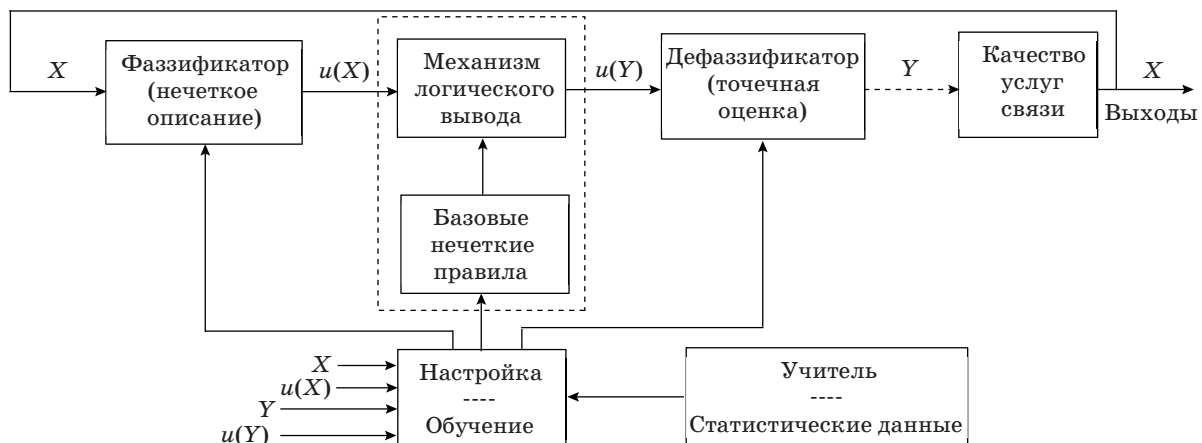 X
Фаззификатор
(нечеткое
описание)
u(X)
Механизм
логического
вывода
u(Y)
Дефаззификатор
(точечная
оценка)
Y
Качество
услуг
связи
X
Выходы
Базовые
нечеткие
правила
X
u(X)
Y
u(Y)
Настройка
----
Обучение
Учитель
----
Статистические данные